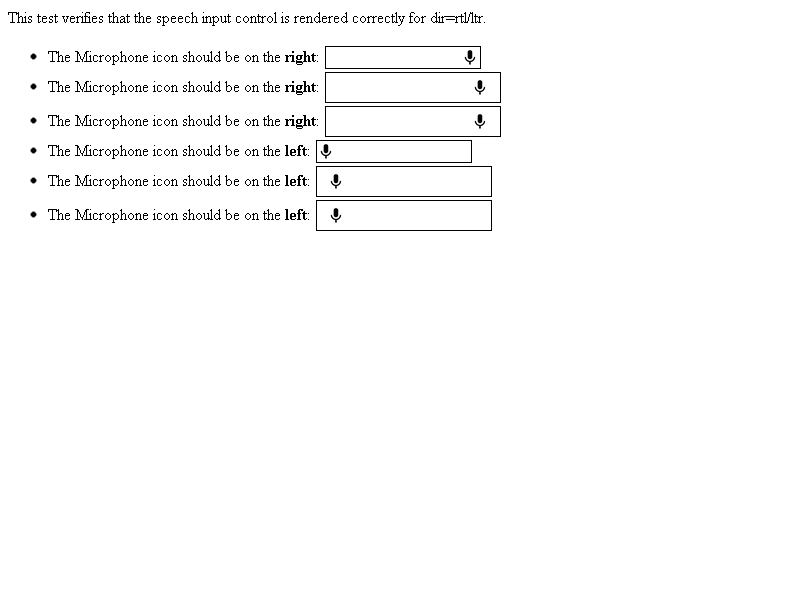 This test verifies that the speech input control is rendered correctly for dir=rtl/ltr.
The Microphone icon should be on the right:
The Microphone icon should be on the right:
The Microphone icon should be on the right:
The Microphone icon should be on the left:
The Microphone icon should be on the left:
The Microphone icon should be on the left: